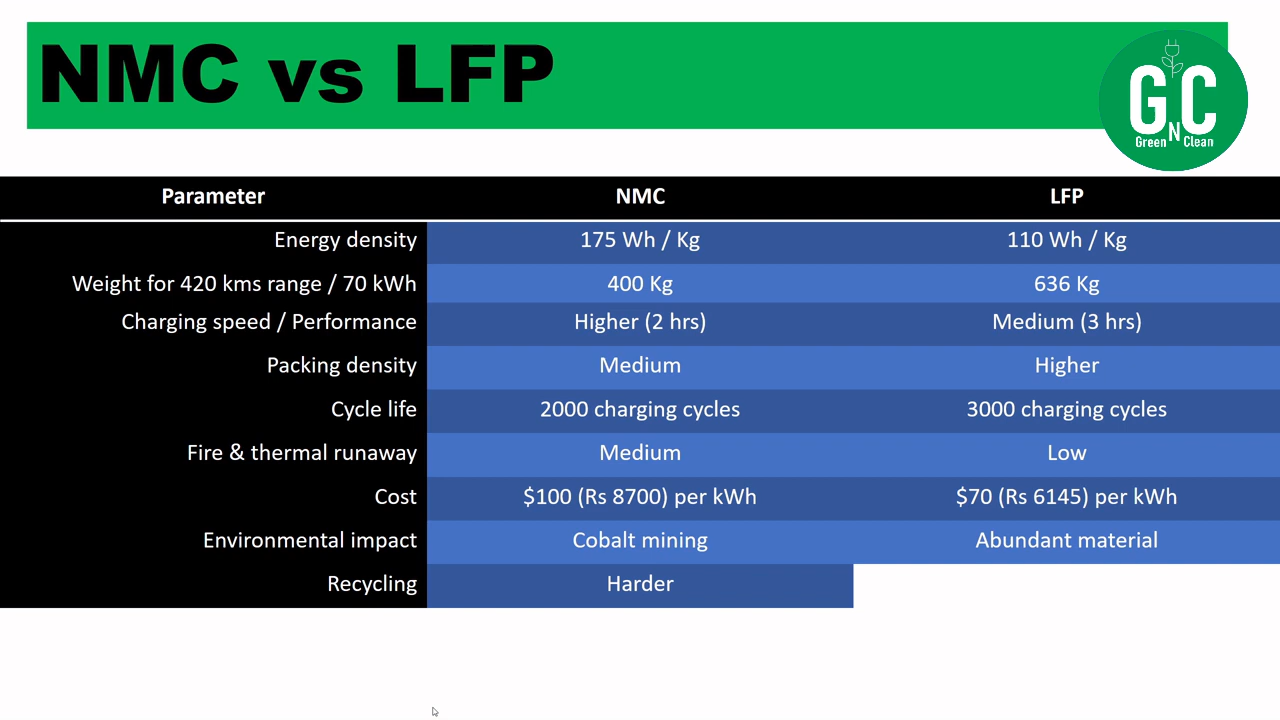 NMC vs LFP
GNC
Green Clean
Parameter NMC LFP
Energy density 175 Wh / Kg 110 Wh / Kg
Weight for 420 kms range / 70 kWh 400 Kg 636 Kg
Charging speed / Performance Higher (2 hrs) Medium (3 hrs)
Packing density Medium Higher
Cycle life 2000 charging cycles 3000 charging cycles
Fire & thermal runaway Medium Low
Cost $100 (Rs 8700) per kWh $70 (Rs 6145) per kWh
Environmental impact Cobalt mining Abundant material
Recycling Harder